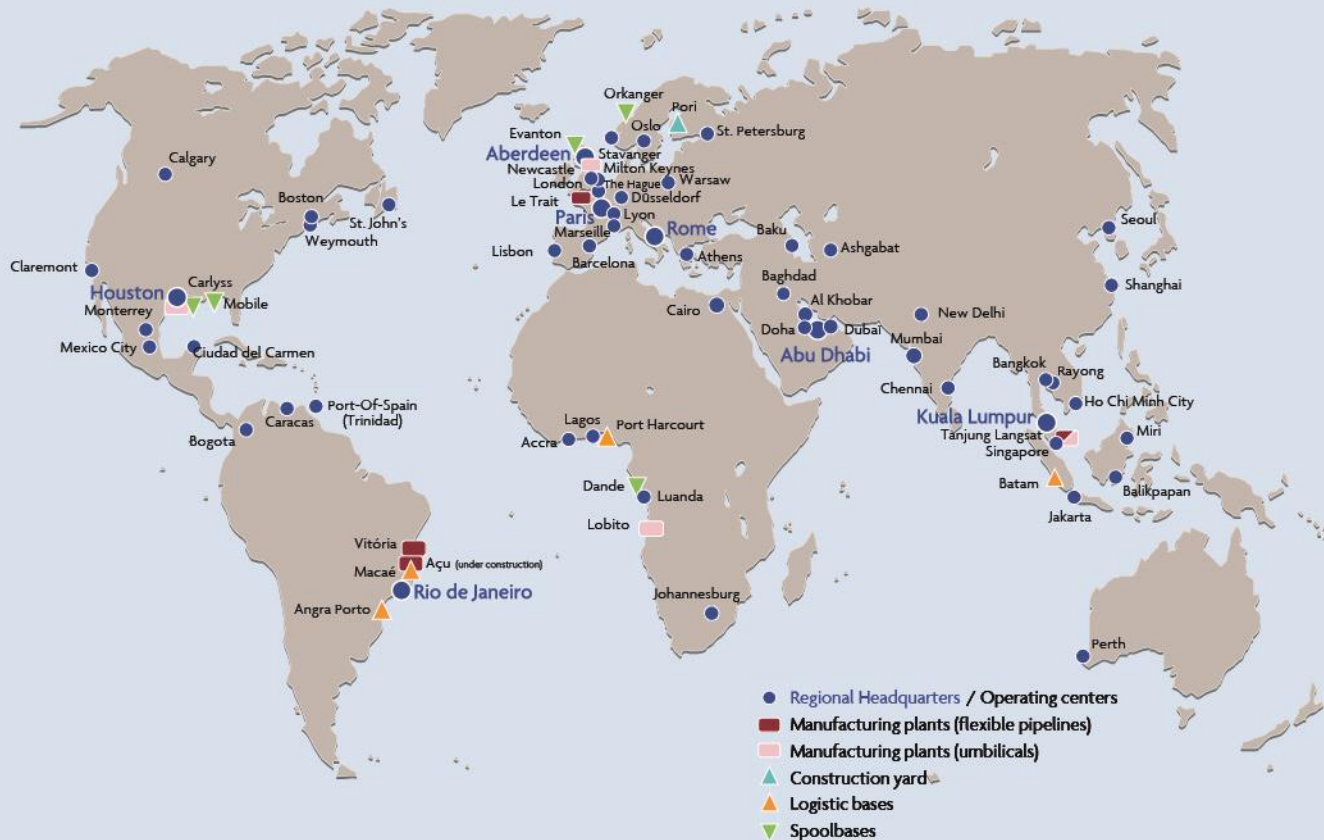 Orkanger
Pori
Evanton
Oslo
St. Petersburg
Aberdeen
Stavanger
Calgary
Newcastle
Milton Keynes
London
The Hague
Warsaw
Boston
Le Trait
Düsseldorf
St. John's
Paris
Lyon
Rome
Seoul
Weymouth
Marseille
Baku
Ashgabat
Lisbon
Athens
Claremont
Barcelona
Carlyss
Baghdad
Shanghai
Houston
Mobile
Al Khobar
Monterrey
Cairo
New Delhi
Doha
Dubaï
Mumbai
Mexico City
Ciudad del Carmen
Abu Dhabi
Bangkok
Rayong
Chennai
Ho Chi Minh City
Port-Of-Spain
(Trinidad)
Caracas
Kuala Lumpur
Lagos
Port Harcourt
Bogota
Accra
Tanjung Langsat
Miri
Singapore
Dande
Luanda
Batam
Balikpapan
Jakarta
Lobito
Vitória
Açu (under construction)
Macaé
Rio de Janeiro
Johannesburg
Angra Porto
Perth
Regional Headquarters / Operating centers
Manufacturing plants (flexible pipelines)
Manufacturing plants (umbilicals)
Construction yard
Logistic bases
Spoolbases